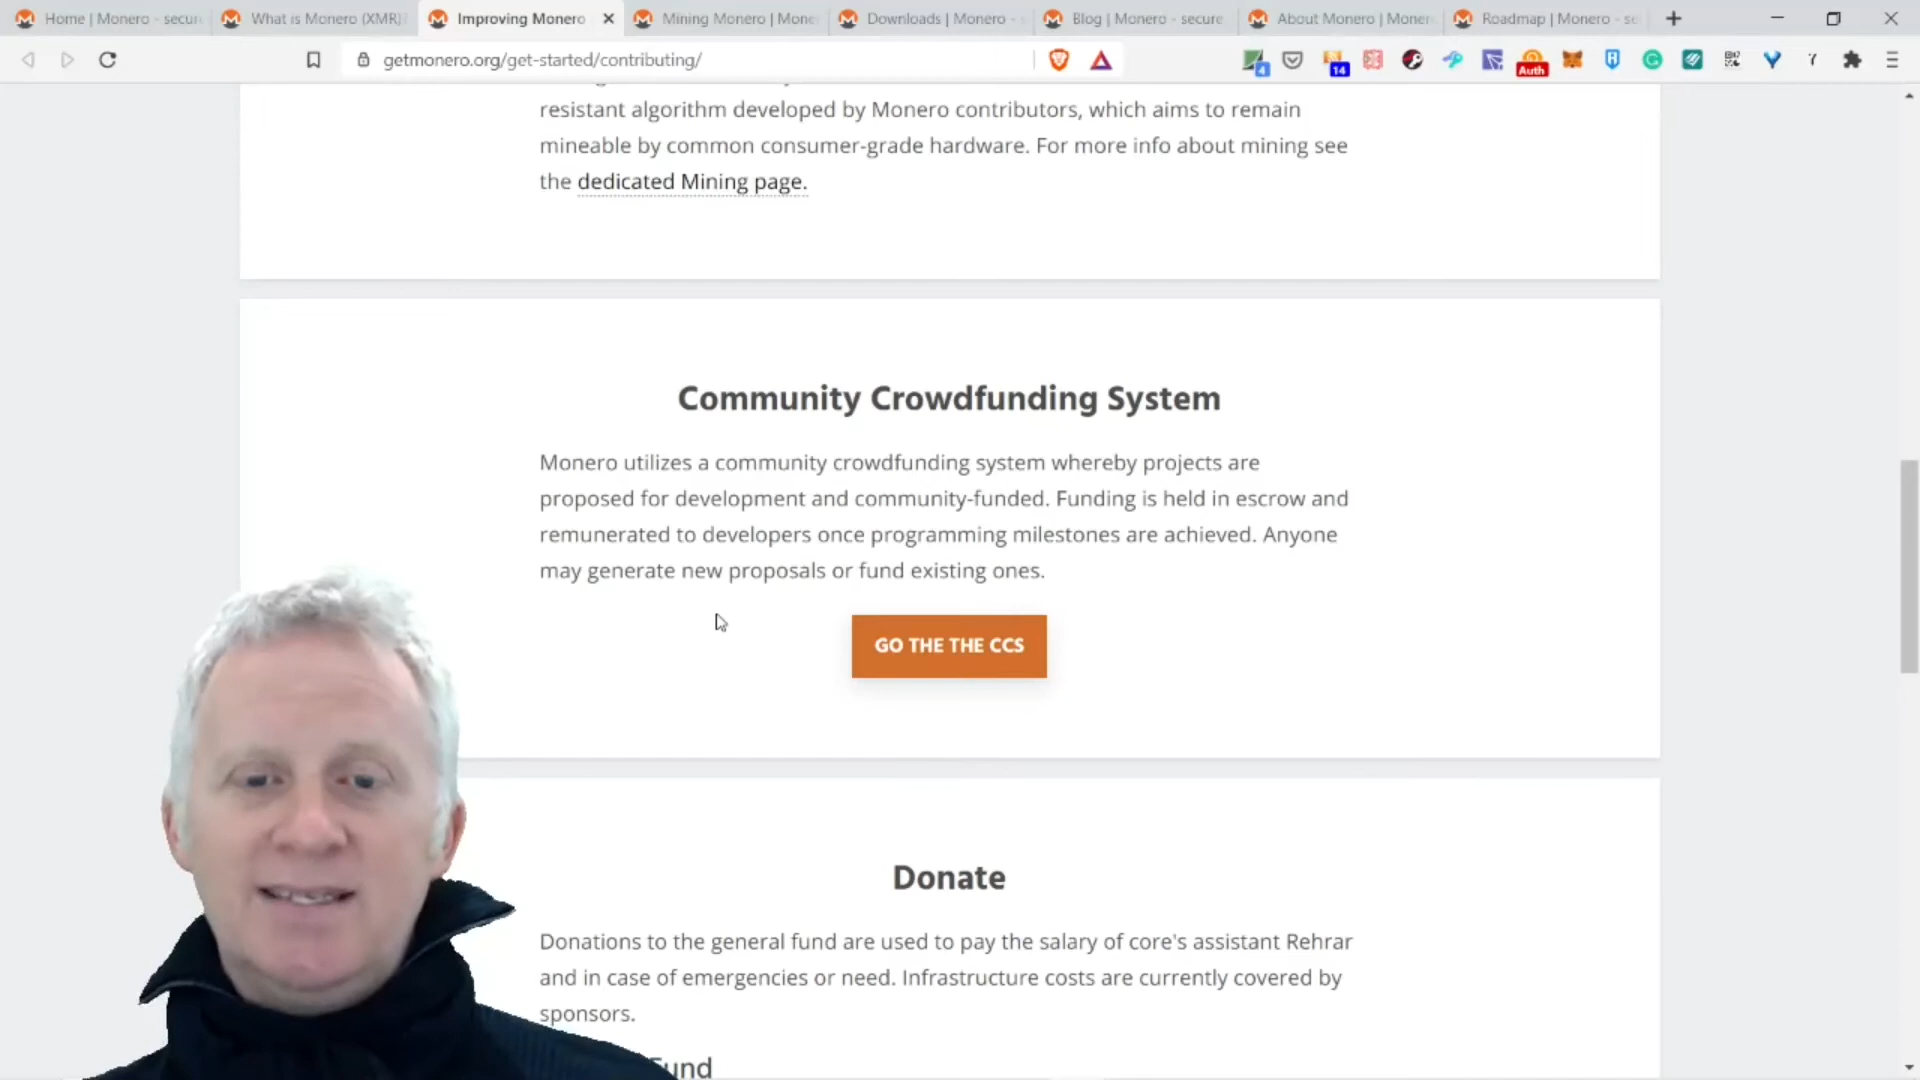 Home | Monero - secure
What is Monero (XMR)
Improving Monero
Mining Monero | Mone
Downloads | Monero - s
Blog | Monero - secure
About Monero | Moner
Roadmap | Monero - se
getmonero.org/get-started/contributing/
4
14
Auth
resistant algorithm developed by Monero contributors, which aims to remain
mineable by common consumer-grade hardware. For more info about mining see
the dedicated Mining page.
Community Crowdfunding System
Monero utilizes a community crowdfunding system whereby projects are
proposed for development and community-funded. Funding is held in escrow and
remunerated to developers once programming milestones are achieved. Anyone
may generate new proposals or fund existing ones.
GO THE THE CCS
Donate
Donations to the general fund are used to pay the salary of core's assistant Rehrar
and in case of emergencies or need. Infrastructure costs are currently covered by
sponsors.
Fund